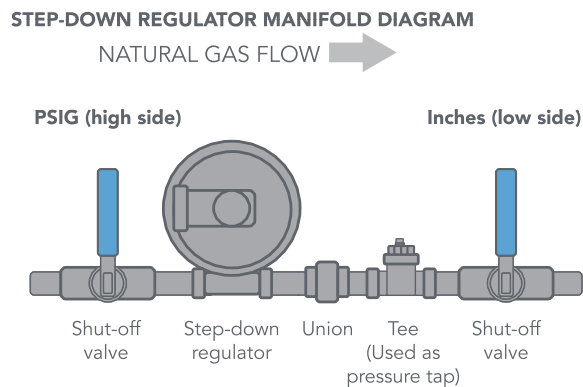 STEP-DOWN REGULATOR MANIFOLD DIAGRAM
NATURAL GAS FLOW
PSIG (high side)
Inches (low side)
Shut-off
valve
Step-down
regulator
Union
Tee
(Used as
pressure tap)
Shut-off
valve